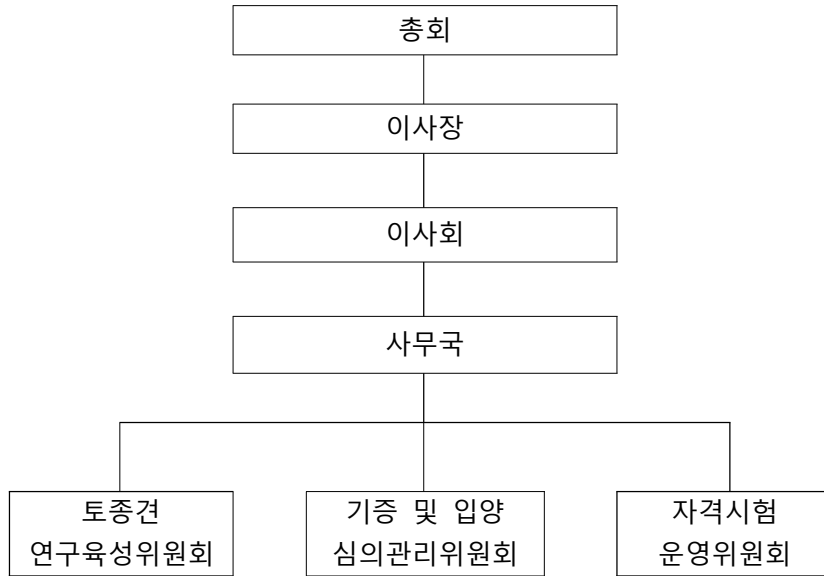 총회
이사장
이사회
사무국
토종견
연구육성위원회
기증 및 입양
심의관리위원회
자격시험
운영위원회